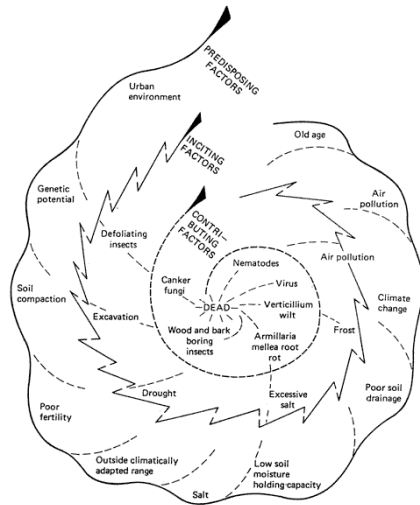 PREDISPOSING
FACTORS
Urban
environment
INCITING
FACTORS
Old age
Genetic
potential
CONTRI-
BUTING
FACTORS
Air
pollution
Defoliating
insects
Nematodes
Air pollution
Canker
fungi
Virus
Soil
compaction
Climate
change
DEAD
Verticillium
wilt
Excavation
Frost
Wood and bark
boring
insects
Armillaria
mellea root
rot
Poor soil
drainage
Drought
Excessive
salt
Poor
fertility
Outside climatically
adapted range
Low soil
moisture
holding capacity
Salt